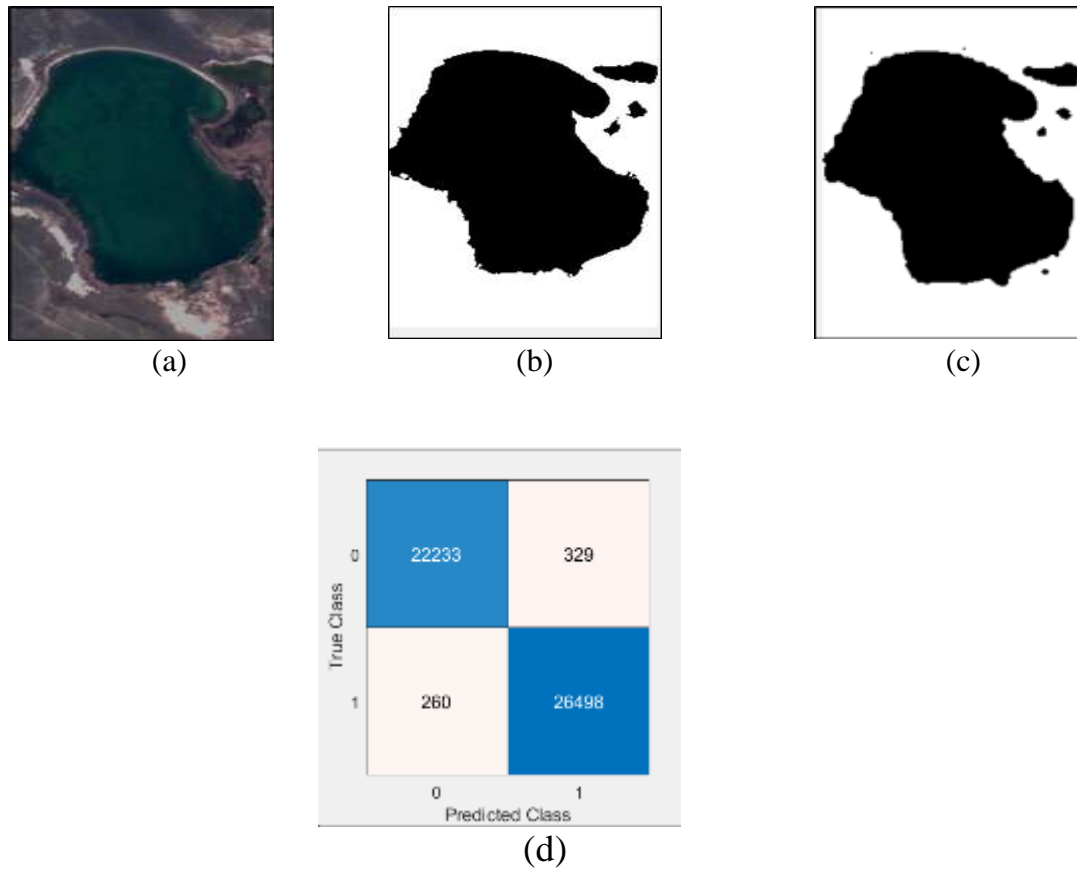 (a)
(b)
(c)
0
22233
329
True Class
1
260
26498
0
1
Predicted Class
(d)